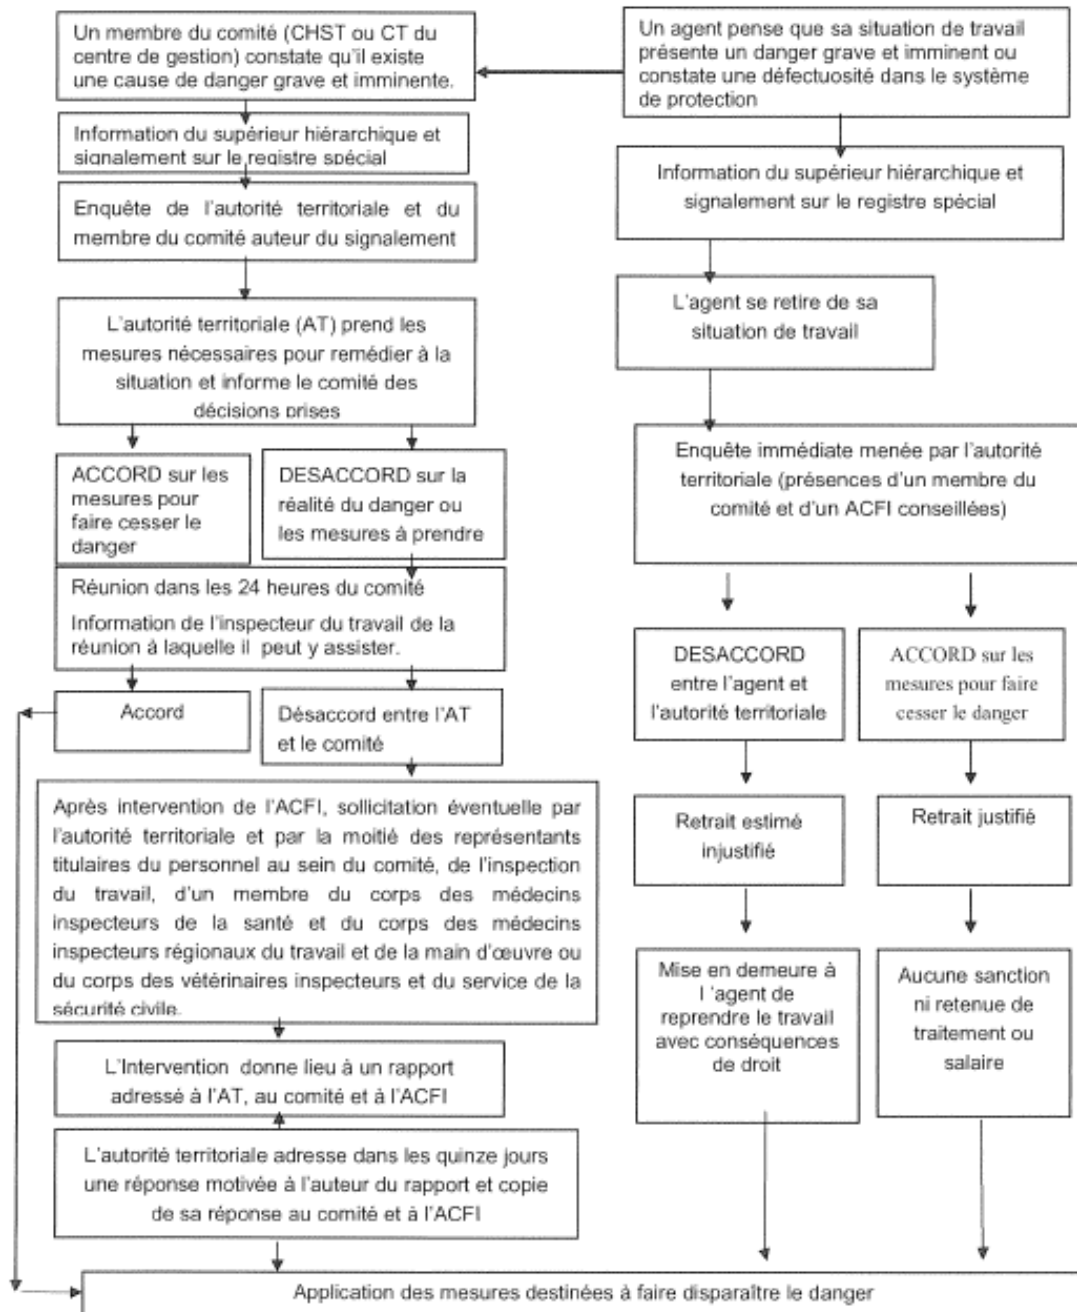 Un membre du comité (CHST ou CT du
centre de gestion) constate qu'il existe
une cause de danger grave et imminente.
Un agent pense que sa situation de travail
présente un danger grave et imminent ou
constate une défectuosité dans le système
de protection
Information du supérieur hiérarchique et
signalement sur le registre spécial
Information du supérieur hiérarchique et
signalement sur le registre spécial
Enquête de l'autorité territoriale et du
membre du comité auteur du signalement
L'agent se retire de sa
situation de travail
L'autorité territoriale (AT) prend les
mesures nécessaires pour remédier à la
situation et informe le comité des
décisions prises
Enquête immédiate menée par l'autorité
territoriale (présences d'un membre du
comité et d'un ACFI conseillées)
ACCORD sur les
mesures pour
faire cesser le
danger
DESACCORD sur la
réalité du danger ou
les mesures à prendre
Réunion dans les 24 heures du comité
Information de l'inspecteur du travail de la
réunion à laquelle il peut y assister.
DESACCORD
entre l'agent et
l'autorité territoriale
ACCORD sur les
mesures pour faire
cesser le danger
Accord
Désaccord entre l'AT
et le comité
Après intervention de l'ACFI, sollicitation éventuelle par
l'autorité territoriale et par la moitié des représentants
titulaires du personnel au sein du comité, de l'inspection
du travail, d'un membre du corps des médecins
inspecteurs de la santé et du corps des médecins
inspecteurs régionaux du travail et de la main d'œuvre ou
du corps des vétérinaires inspecteurs et du service de la
sécurité civile.
Retrait estimé
injustifié
Retrait justifié
Mise en demeure à
l 'agent de
reprendre le travail
avec conséquences
de droit
Aucune sanction
ni retenue de
traitement ou
salaire
L'Intervention donne lieu à un rapport
adressé à l'AT, au comité et à l'ACFI
L'autorité territoriale adresse dans les quinze jours
une réponse motivée à l'auteur du rapport et copie
de sa réponse au comité et à l'ACFI
Application des mesures destinées à faire disparaître le danger